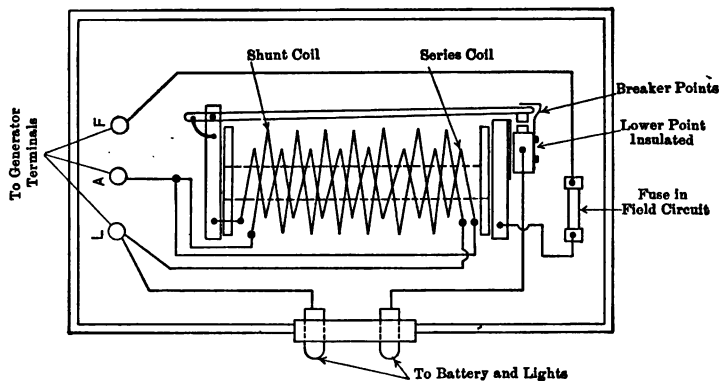 Shunt Coil
Series Coil
Breaker Points
Lower Point
Insulated
Fuse in
Field Circuit
To Generator
Terminals
F
A
L
To Battery and Lights